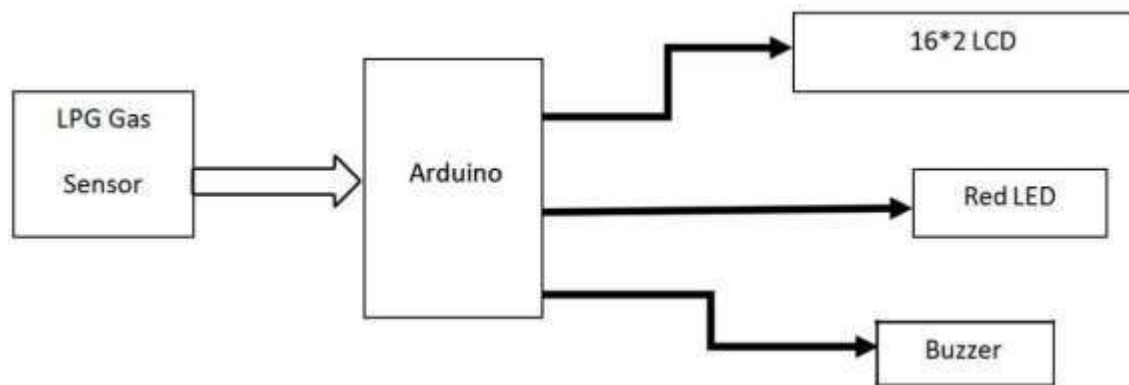 LPG Gas
Sensor
Arduino
16*2 LCD
Red LED
Buzzer